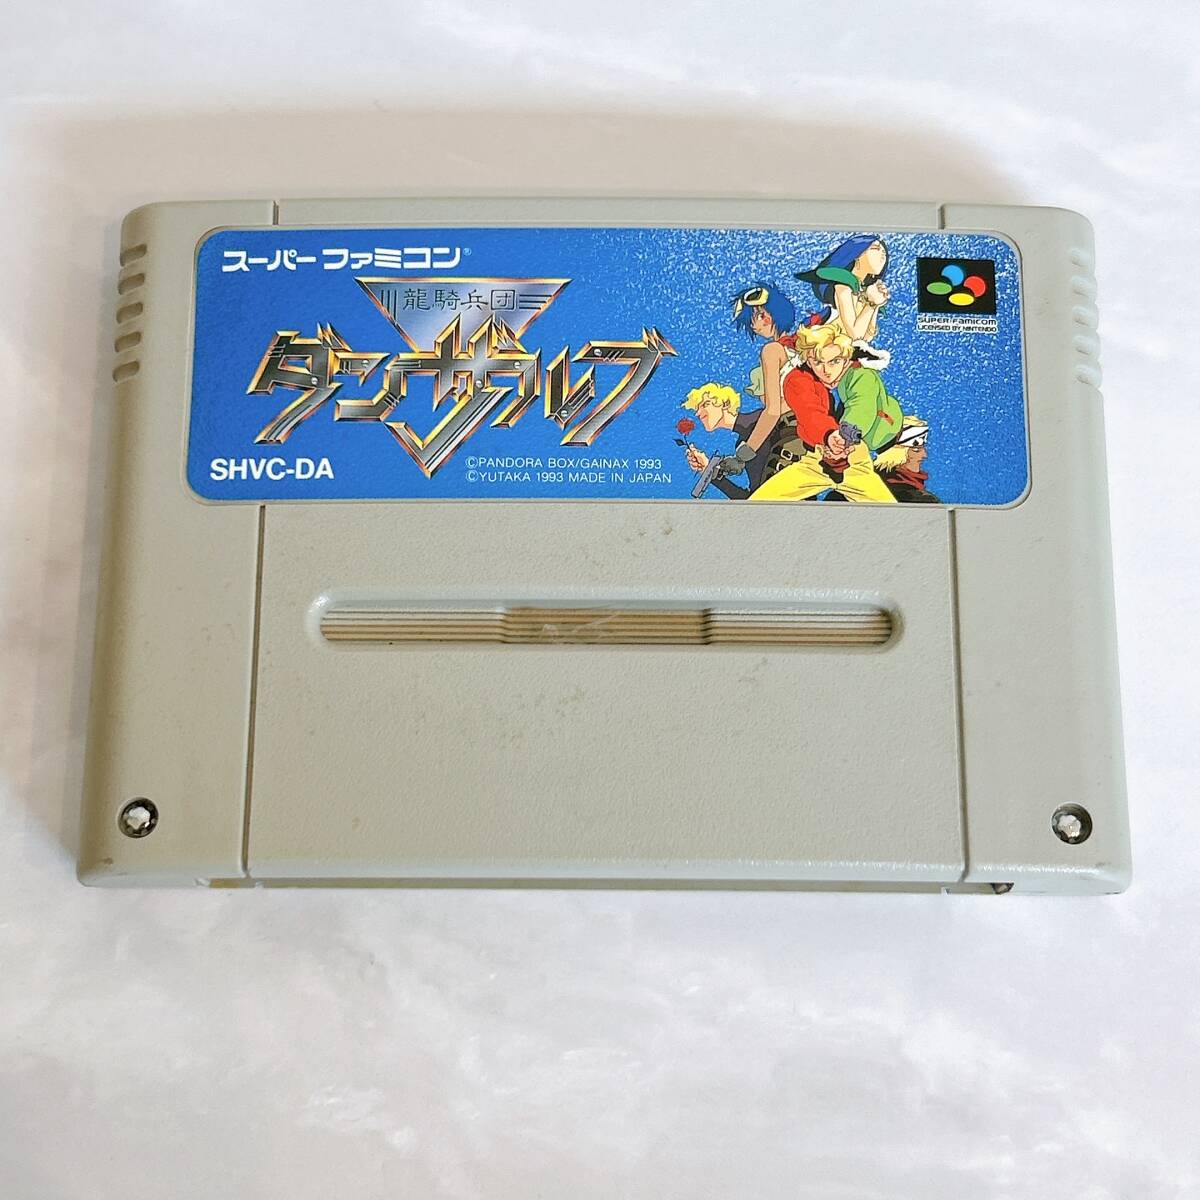 スーパーファミコン®
龍騎兵団
ダンザルブ
SHVC-DA
©PANDORA BOX/GAINAX 1993
©YUTAKA 1993 MADE IN JAPAN
SUPER FAMICOM
LICENSED BY NINTENDO